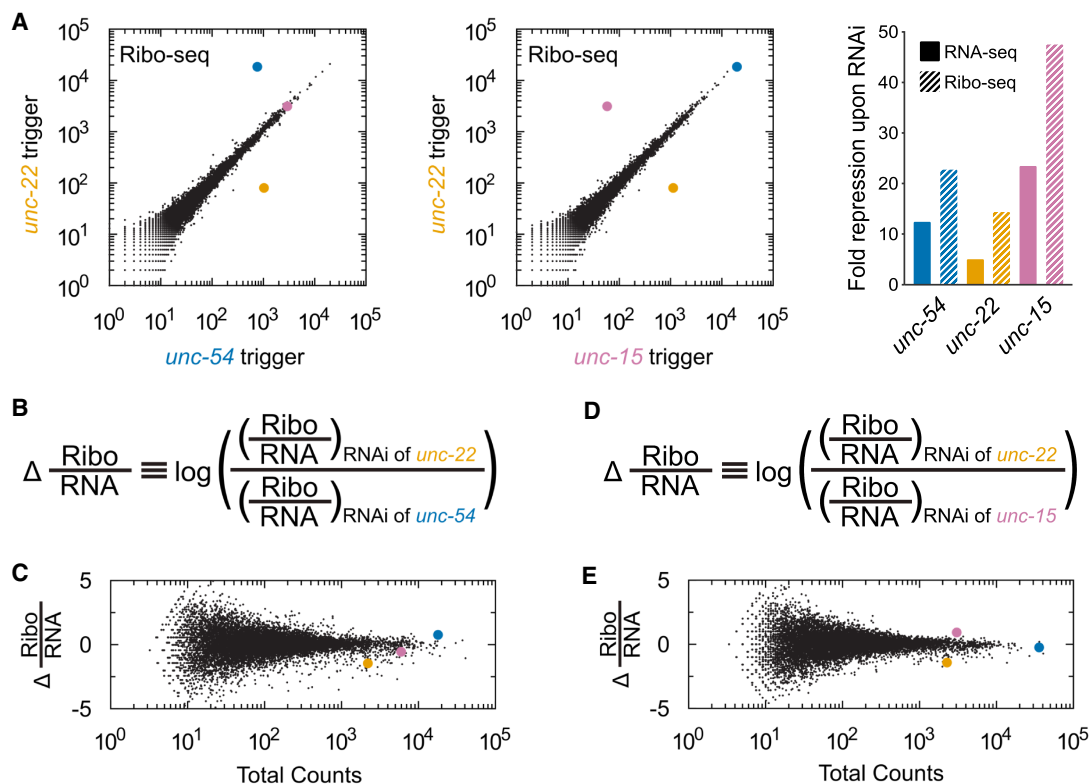 A
Ribo-seq
unc-22 trigger
10^5
10^4
10^3
10^2
10^1
10^0
10^0 10^1 10^2 10^3 10^4 10^5
unc-54 trigger
Ribo-seq
unc-22 trigger
10^5
10^4
10^3
10^2
10^1
10^0
10^0 10^1 10^2 10^3 10^4 10^5
unc-15 trigger
Fold repression upon RNAi
50
40
30
20
10
0
RNA-seq
Ribo-seq
unc-54 unc-22 unc-15
B
Δ Ribo/RNA ≡ log((Ribo/RNA) RNAi of unc-22 / (Ribo/RNA) RNAi of unc-54)
D
Δ Ribo/RNA ≡ log((Ribo/RNA) RNAi of unc-22 / (Ribo/RNA) RNAi of unc-15)
C
Δ Ribo/RNA
5
0
-5
10^0 10^1 10^2 10^3 10^4 10^5
Total Counts
E
Δ Ribo/RNA
5
0
-5
10^0 10^1 10^2 10^3 10^4 10^5
Total Counts